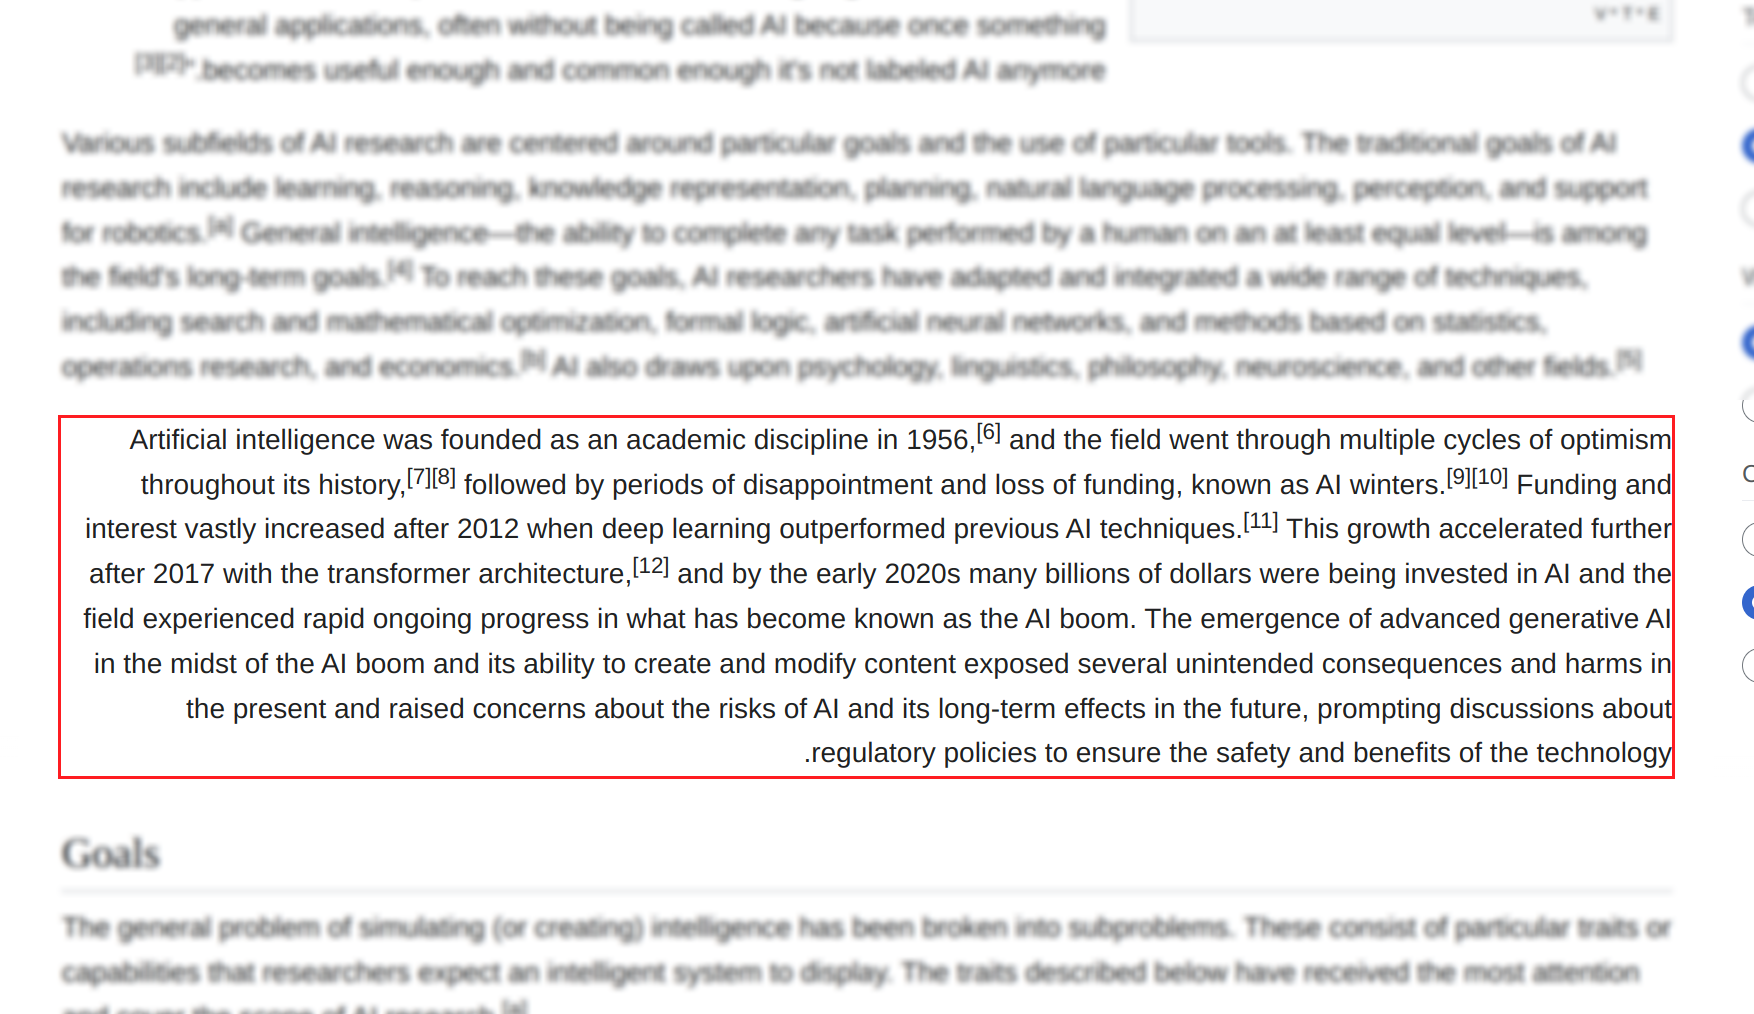 general applications, often without being called AI because once something
becomes useful enough and common enough it's not labeled AI anymore."[2][3]
V•T•E
Various subfields of AI research are centered around particular goals and the use of particular tools. The traditional goals of AI
research include learning, reasoning, knowledge representation, planning, natural language processing, perception, and support
for robotics.[a] General intelligence—the ability to complete any task performed by a human on an at least equal level—is among
the field's long-term goals.[4] To reach these goals, AI researchers have adapted and integrated a wide range of techniques,
including search and mathematical optimization, formal logic, artificial neural networks, and methods based on statistics,
operations research, and economics.[b] AI also draws upon psychology, linguistics, philosophy, neuroscience, and other fields.[5]
Artificial intelligence was founded as an academic discipline in 1956,[6] and the field went through multiple cycles of optimism
throughout its history,[7][8] followed by periods of disappointment and loss of funding, known as AI winters.[9][10] Funding and
interest vastly increased after 2012 when deep learning outperformed previous AI techniques.[11] This growth accelerated further
after 2017 with the transformer architecture,[12] and by the early 2020s many billions of dollars were being invested in AI and the
field experienced rapid ongoing progress in what has become known as the AI boom. The emergence of advanced generative AI
in the midst of the AI boom and its ability to create and modify content exposed several unintended consequences and harms in
the present and raised concerns about the risks of AI and its long-term effects in the future, prompting discussions about
.regulatory policies to ensure the safety and benefits of the technology
Goals
The general problem of simulating (or creating) intelligence has been broken into subproblems. These consist of particular traits or
capabilities that researchers expect an intelligent system to display. The traits described below have received the most attention
and cover the scope of AI research.[a]